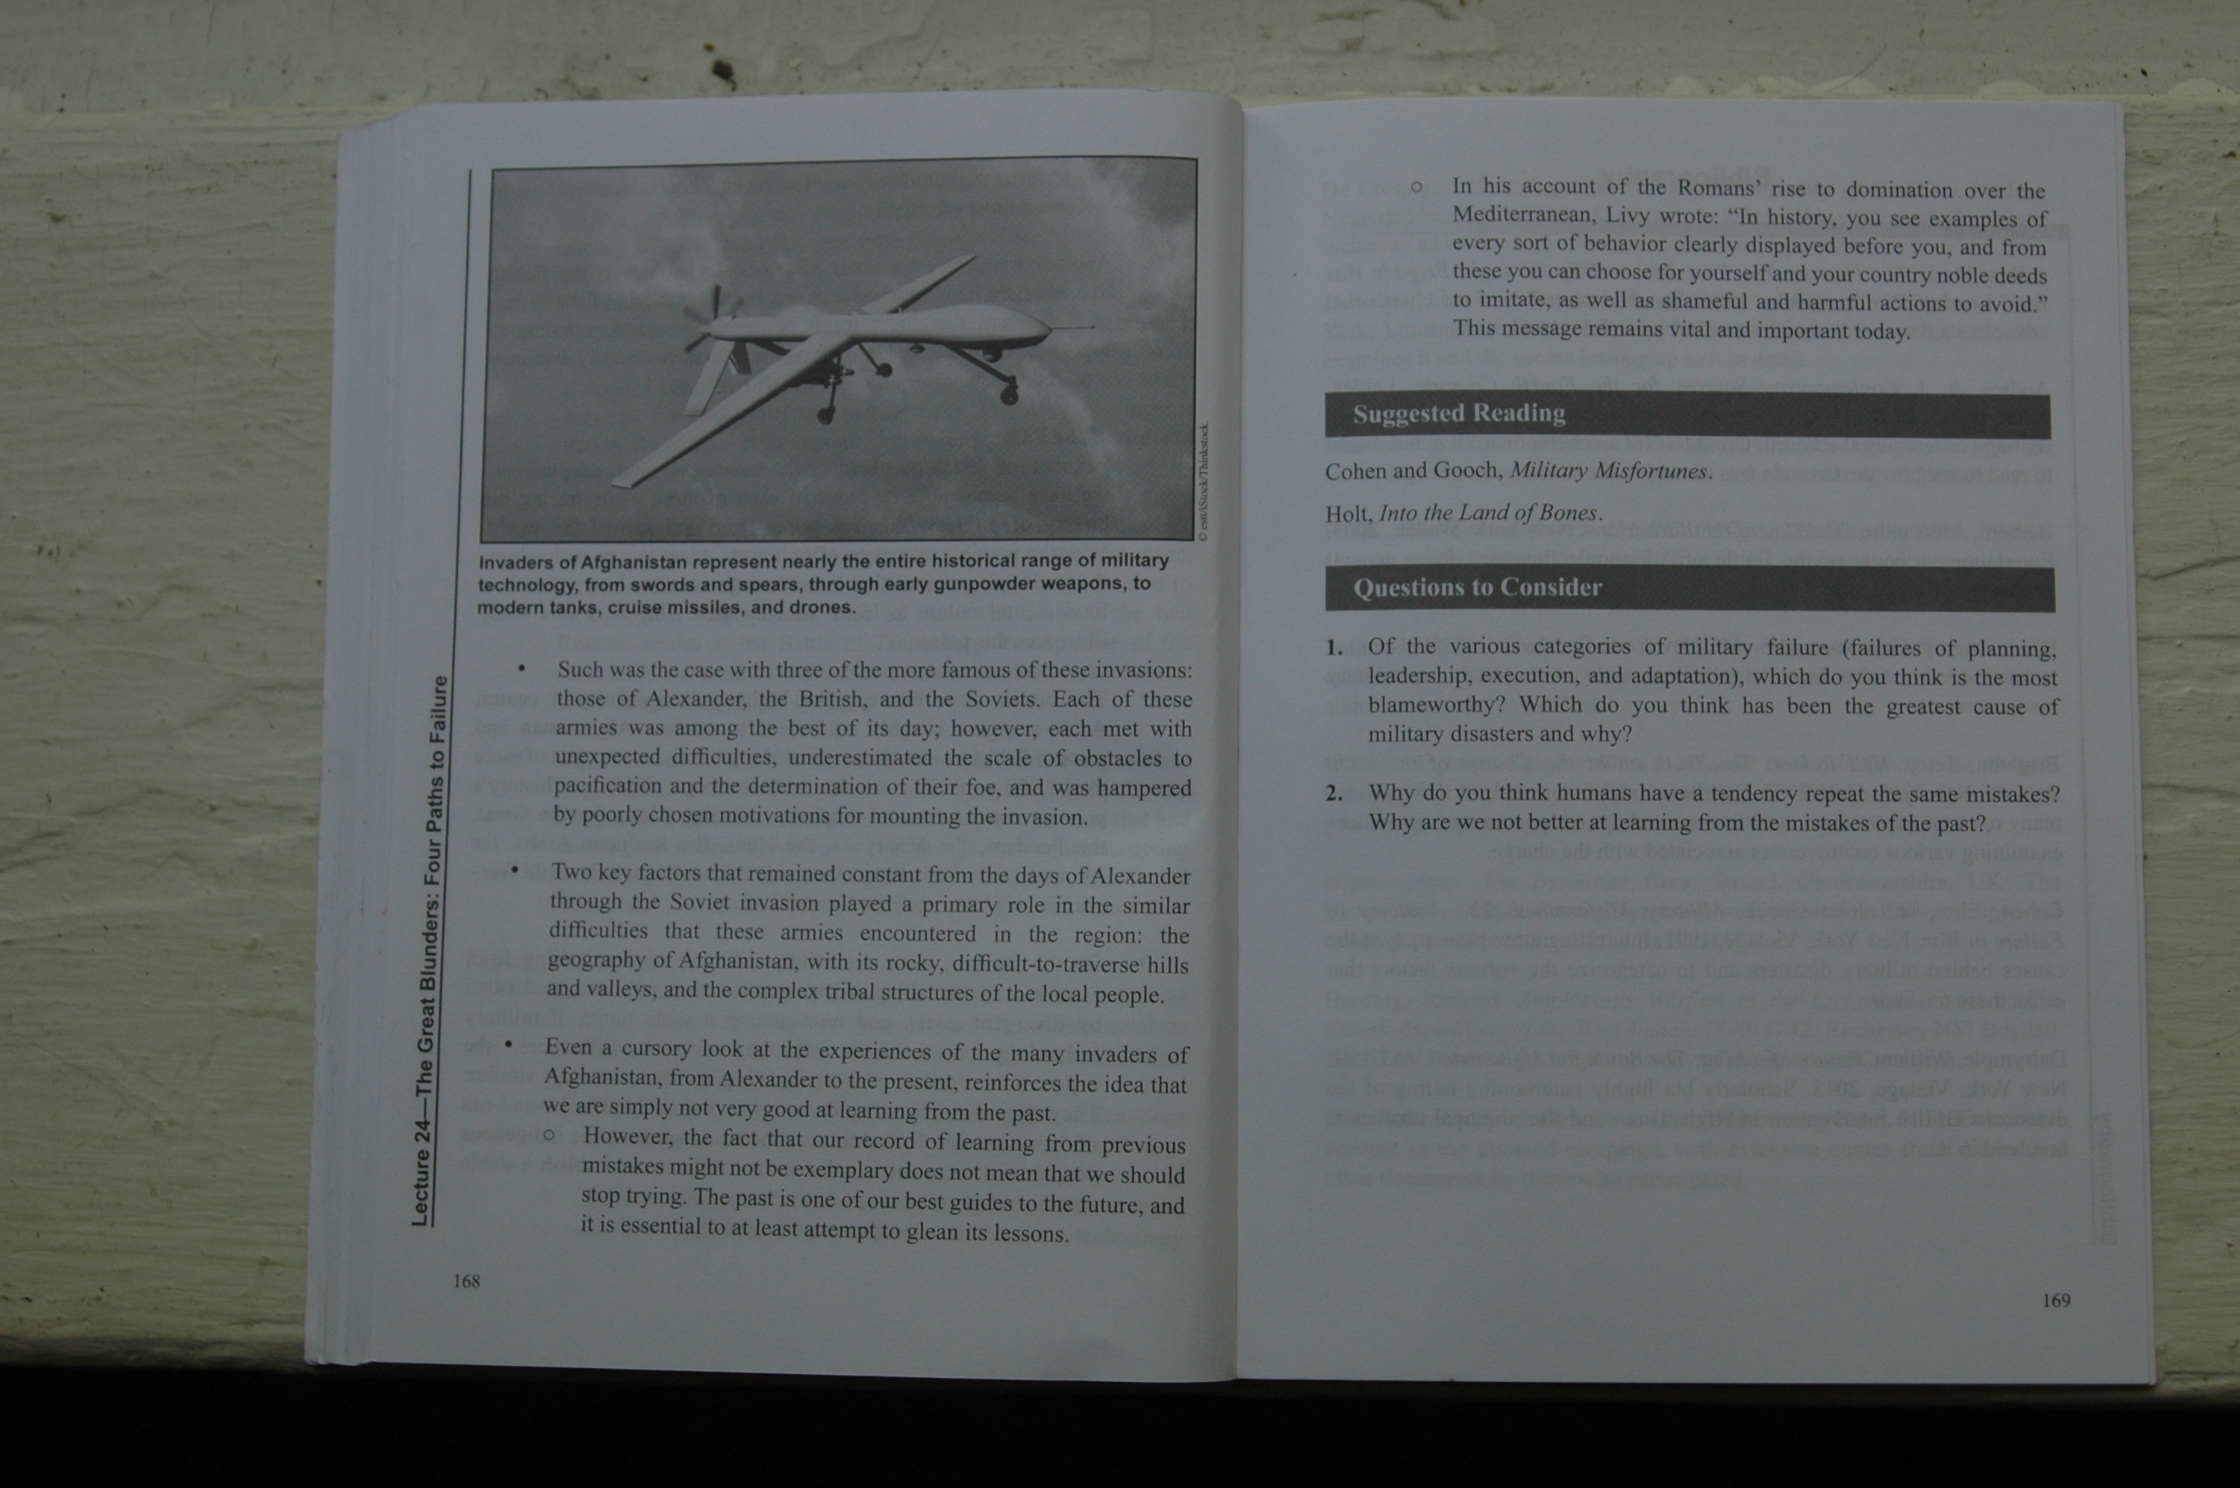 © estt/iStock/Thinkstock.
Invaders of Afghanistan represent nearly the entire historical range of military
technology, from swords and spears, through early gunpowder weapons, to
modern tanks, cruise missiles, and drones.
• Such was the case with three of the more famous of these invasions:
those of Alexander, the British, and the Soviets. Each of these
armies was among the best of its day; however, each met with
unexpected difficulties, underestimated the scale of obstacles to
pacification and the determination of their foe, and was hampered
by poorly chosen motivations for mounting the invasion.
• Two key factors that remained constant from the days of Alexander
through the Soviet invasion played a primary role in the similar
difficulties that these armies encountered in the region: the
geography of Afghanistan, with its rocky, difficult-to-traverse hills
and valleys, and the complex tribal structures of the local people.
• Even a cursory look at the experiences of the many invaders of
Afghanistan, from Alexander to the present, reinforces the idea that
we are simply not very good at learning from the past.
○ However, the fact that our record of learning from previous
mistakes might not be exemplary does not mean that we should
stop trying. The past is one of our best guides to the future, and
it is essential to at least attempt to glean its lessons.
Lecture 24—The Great Blunders: Four Paths to Failure
168
○ In his account of the Romans’ rise to domination over the
Mediterranean, Livy wrote: “In history, you see examples of
every sort of behavior clearly displayed before you, and from
these you can choose for yourself and your country noble deeds
to imitate, as well as shameful and harmful actions to avoid.”
This message remains vital and important today.
Suggested Reading
Cohen and Gooch, Military Misfortunes.
Holt, Into the Land of Bones.
Questions to Consider
1. Of the various categories of military failure (failures of planning,
leadership, execution, and adaptation), which do you think is the most
blameworthy? Which do you think has been the greatest cause of
military disasters and why?
2. Why do you think humans have a tendency repeat the same mistakes?
Why are we not better at learning from the mistakes of the past?
169